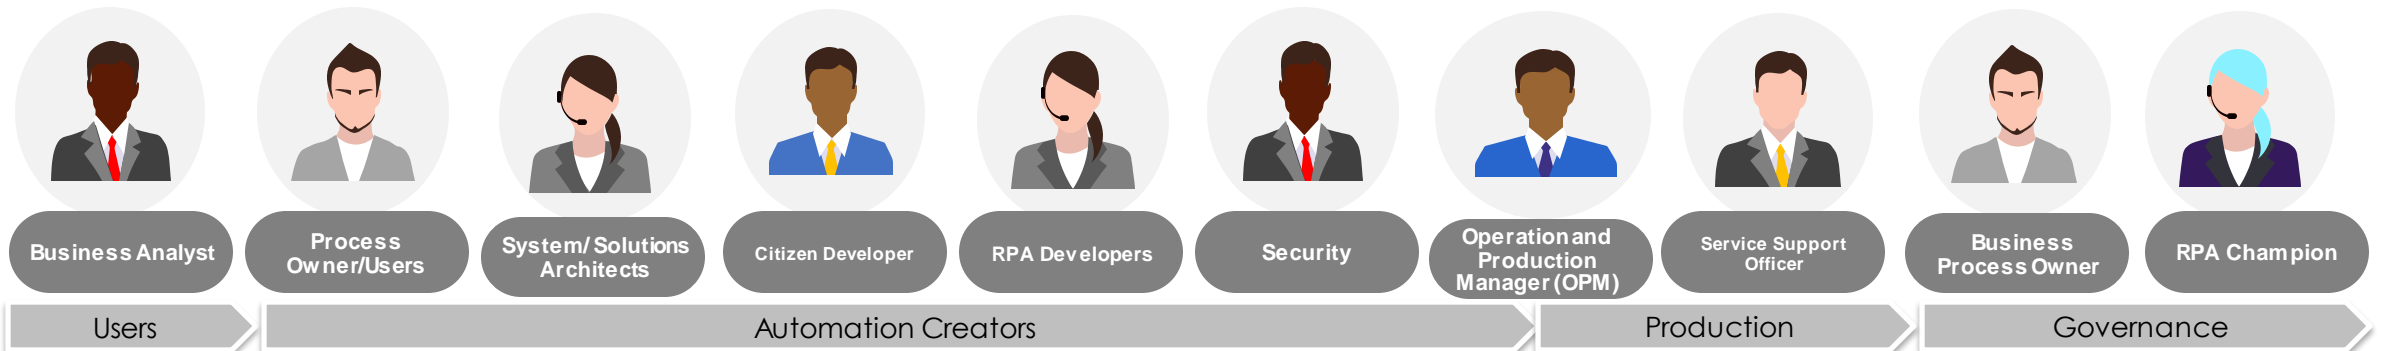 Business Analyst
Process
Owner/Users
System/Solutions
Architects
Citizen Developer
RPA Developers
Security
Operation and
Production
Manager (OPM)
Service Support
Officer
Business
Process Owner
RPA Champion
Users
Automation Creators
Production
Governance